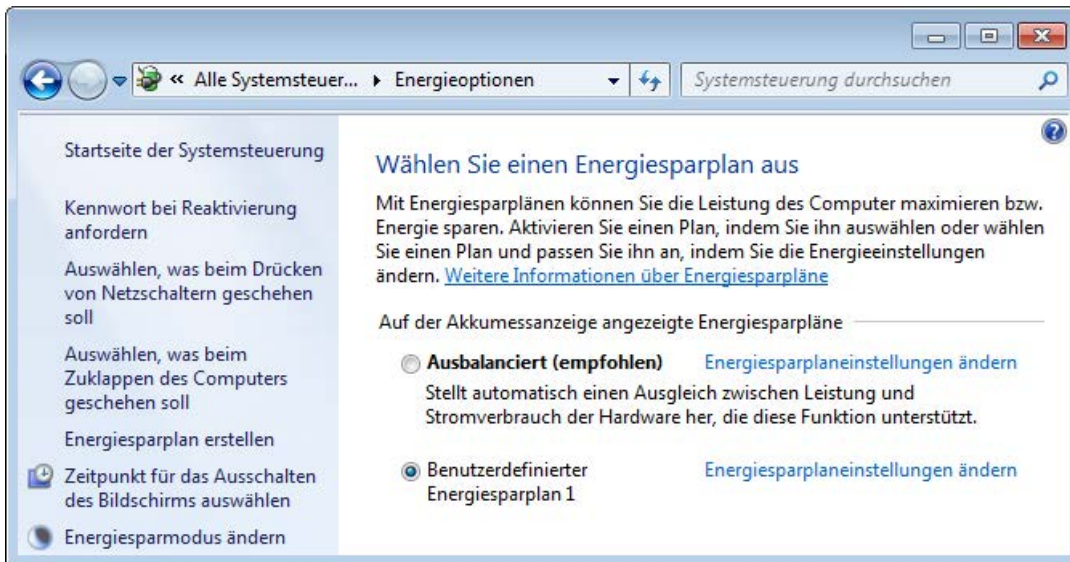 « Alle Systemsteuer... ▸ Energieoptionen
Systemsteuerung durchsuchen
Startseite der Systemsteuerung
Kennwort bei Reaktivierung
anfordern
Auswählen, was beim Drücken
von Netzschaltern geschehen
soll
Auswählen, was beim
Zuklappen des Computers
geschehen soll
Energiesparplan erstellen
Zeitpunkt für das Ausschalten
des Bildschirms auswählen
Energiesparmodus ändern
Wählen Sie einen Energiesparplan aus
Mit Energiesparplänen können Sie die Leistung des Computer maximieren bzw.
Energie sparen. Aktivieren Sie einen Plan, indem Sie ihn auswählen oder wählen
Sie einen Plan und passen Sie ihn an, indem Sie die Energieeinstellungen
ändern. Weitere Informationen über Energiesparpläne
Auf der Akkumessanzeige angezeigte Energiesparpläne
Ausbalanciert (empfohlen) Energiesparplaneinstellungen ändern
Stellt automatisch einen Ausgleich zwischen Leistung und
Stromverbrauch der Hardware her, die diese Funktion unterstützt.
Benutzerdefinierter Energiesparplaneinstellungen ändern
Energiesparplan 1